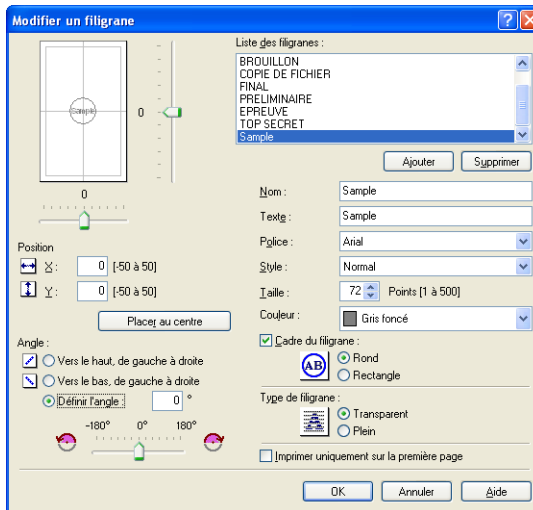 Modifier un filigrane
Sample
0
0
Position
X : 0 [-50 à 50]
Y : 0 [-50 à 50]
Placer au centre
Angle :
Vers le haut, de gauche à droite
Vers le bas, de gauche à droite
Définir l'angle : 0 °
-180° 0° 180°
Liste des filigranes :
BROUILLON
COPIE DE FICHIER
FINAL
PRELIMINAIRE
EPREUVE
TOP SECRET
Sample
Ajouter Supprimer
Nom : Sample
Texte : Sample
Police : Arial
Style : Normal
Taille : 72 Points [1 à 500]
Couleur : Gris foncé
Cadre du filigrane :
AB
Rond
Rectangle
Type de filigrane :
Transparent
Plein
Imprimer uniquement sur la première page
OK Annuler Aide